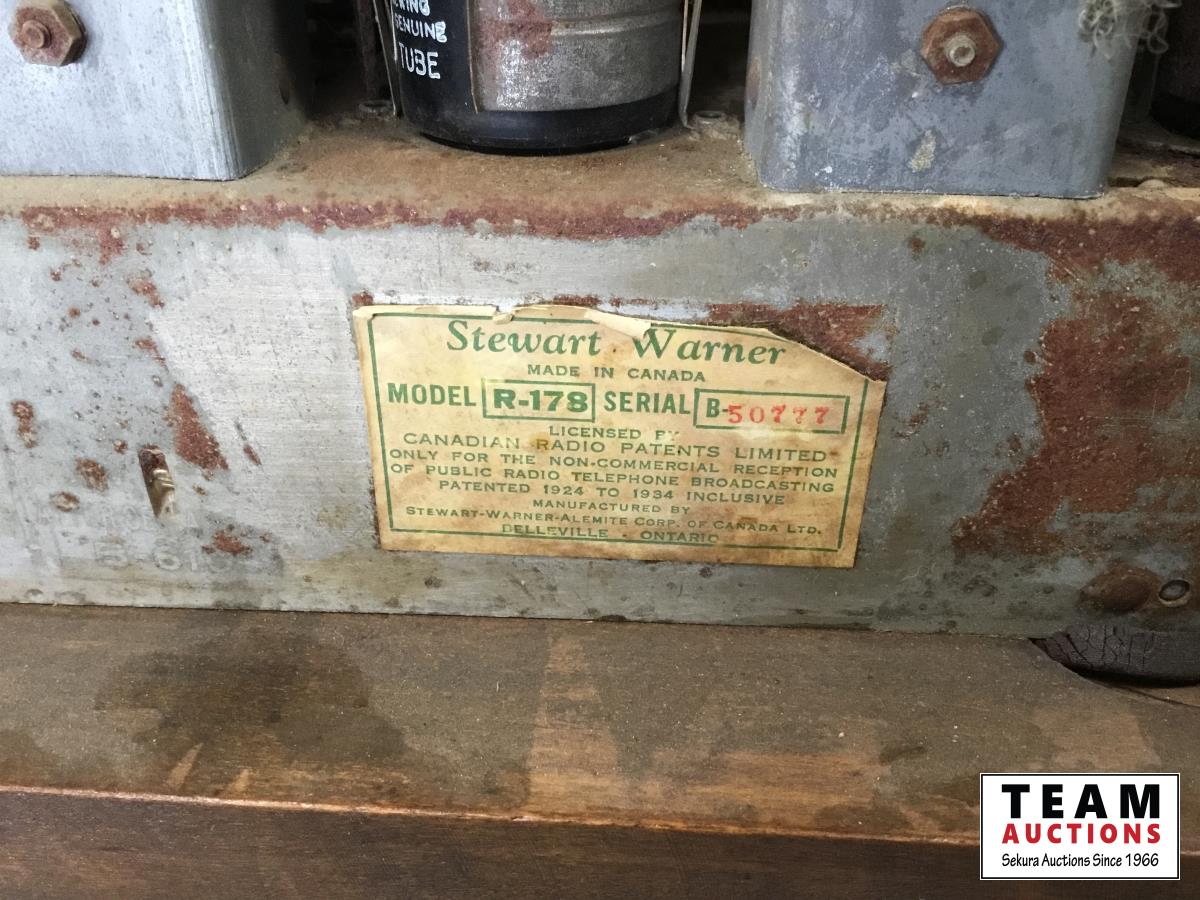 GENUINE
TUBE
Stewart Warner
MADE IN CANADA
MODEL R-178 SERIAL B-50777
LICENSED BY
CANADIAN RADIO PATENTS LIMITED
ONLY FOR THE NON-COMMERCIAL RECEPTION
OF PUBLIC RADIO TELEPHONE BROADCASTING
PATENTED 1924 TO 1934 INCLUSIVE
MANUFACTURED BY
STEWART-WARNER-ALEMITE CORP. OF CANADA LTD.
BELLEVILLE - ONTARIO
TEAM
AUCTIONS
Sekura Auctions Since 1966